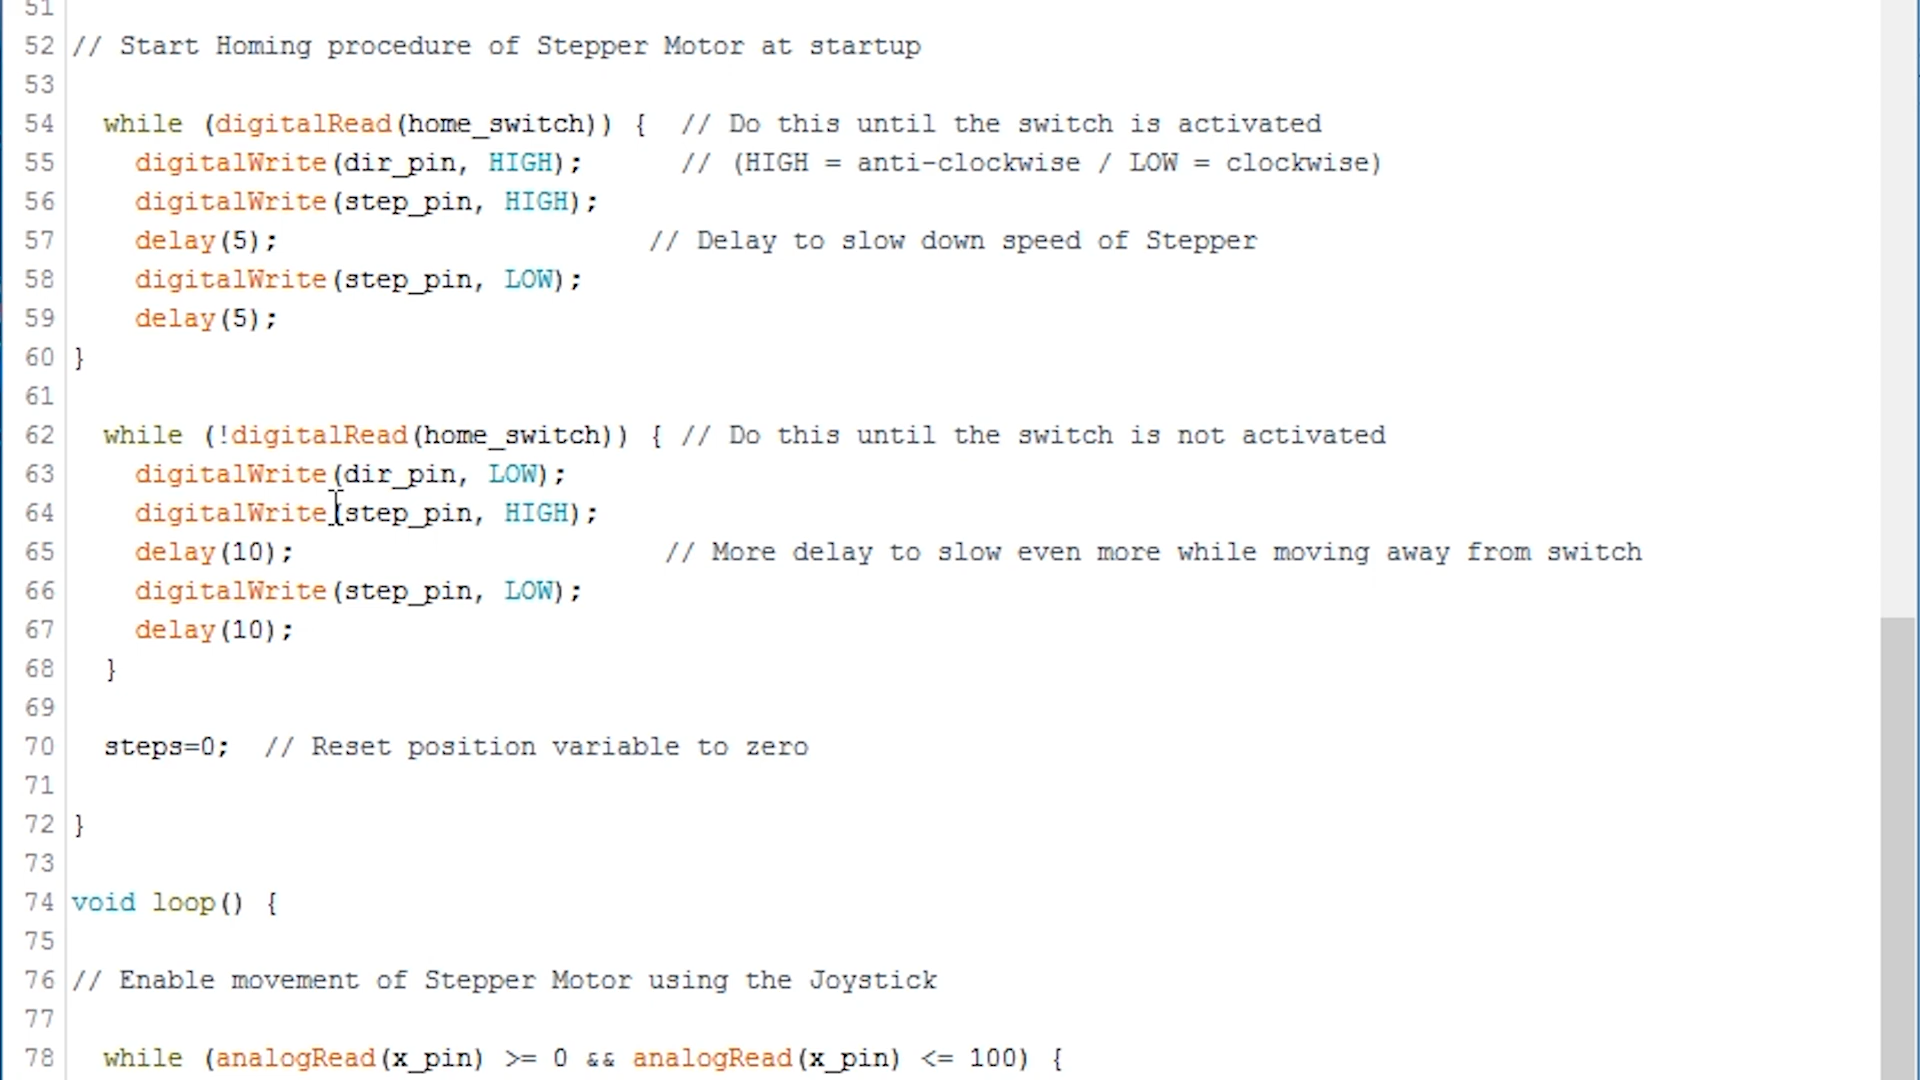 51
52 // Start Homing procedure of Stepper Motor at startup
53
54 while (digitalRead(home_switch)) { // Do this until the switch is activated
55 digitalWrite(dir_pin, HIGH); // (HIGH = anti-clockwise / LOW = clockwise)
56 digitalWrite(step_pin, HIGH);
57 delay(5); // Delay to slow down speed of Stepper
58 digitalWrite(step_pin, LOW);
59 delay(5);
60 }
61
62 while (!digitalRead(home_switch)) { // Do this until the switch is not activated
63 digitalWrite(dir_pin, LOW);
64 digitalWrite(step_pin, HIGH);
65 delay(10); // More delay to slow even more while moving away from switch
66 digitalWrite(step_pin, LOW);
67 delay(10);
68 }
69
70 steps=0; // Reset position variable to zero
71
72 }
73
74 void loop() {
75
76 // Enable movement of Stepper Motor using the Joystick
77
78 while (analogRead(x_pin) >= 0 && analogRead(x_pin) <= 100) {